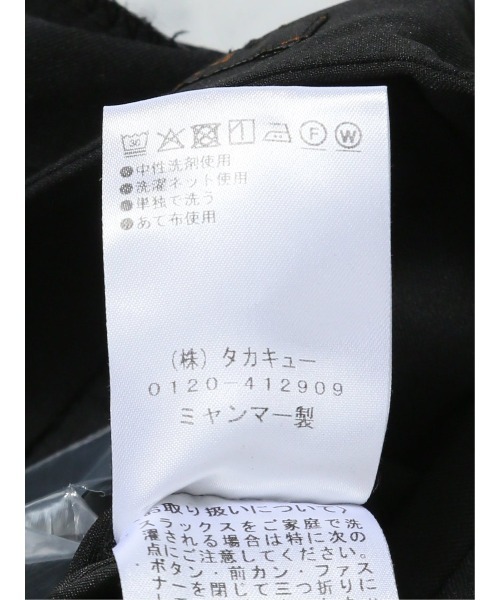 30 F W
●中性洗剤使用
●洗濯ネット使用
●単独で洗う
●あて布使用
(株) タカキュー
0120-412909
ミヤンマー製
お取り扱いについて〉
スラックスをご家庭で洗
濯される場合は特に次の
点にご注意してください。
・ボタン・前カン・ファス
ナーを閉じて三つ折りに